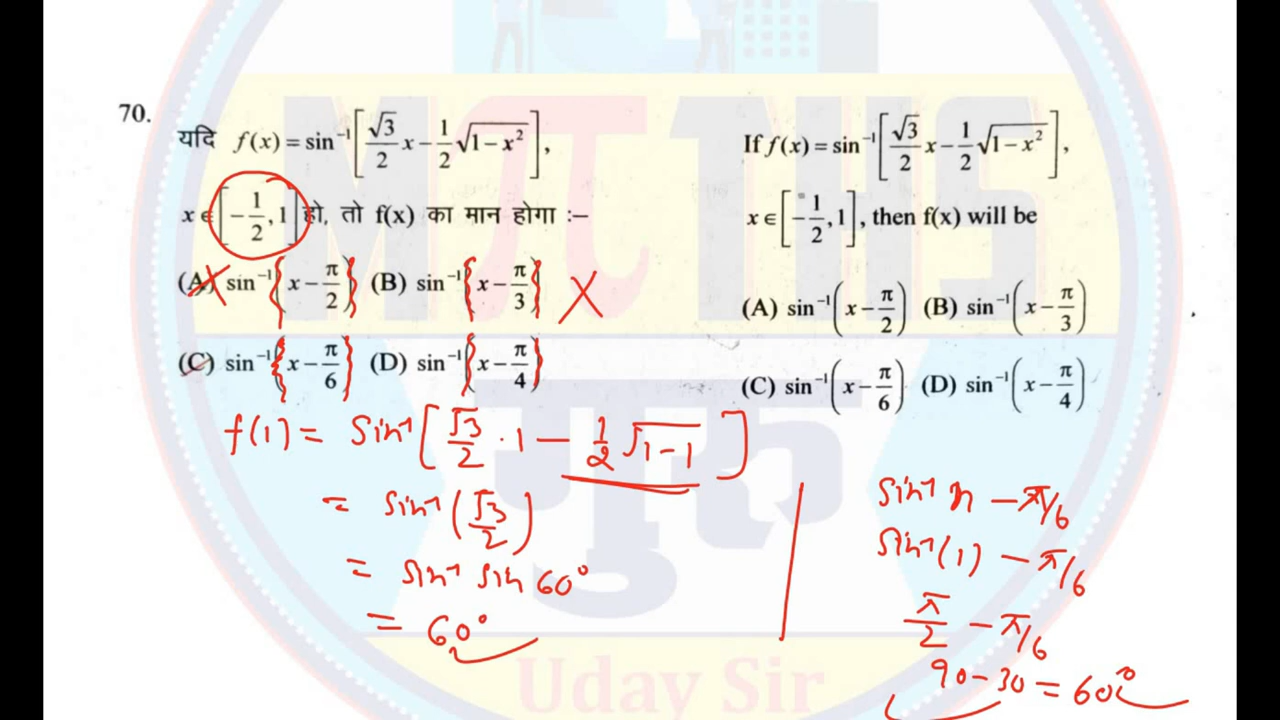 70.
यदि f(x) = sin⁻¹[√3/2 x − 1/2 √(1−x²)],
x ∈ [−1/2, 1] हो, तो f(x) का मान होगा :–
(A) sin⁻¹{x − π/2} (B) sin⁻¹{x − π/3} X
(C) sin⁻¹{x − π/6} (D) sin⁻¹{x − π/4}
If f(x) = sin⁻¹[√3/2 x − 1/2 √(1−x²)],
x ∈ [−1/2, 1], then f(x) will be
(A) sin⁻¹(x − π/2) (B) sin⁻¹(x − π/3)
(C) sin⁻¹(x − π/6) (D) sin⁻¹(x − π/4)
f(1) = sin⁻¹[√3/2 · 1 − 1/2 √(1−1)]
= sin⁻¹(√3/2)
= sin⁻¹ sin 60°
= 60°
sin⁻¹ x − π/6
sin⁻¹(1) − π/6
π/2 − π/6
90 − 30 = 60°
Uday Sir